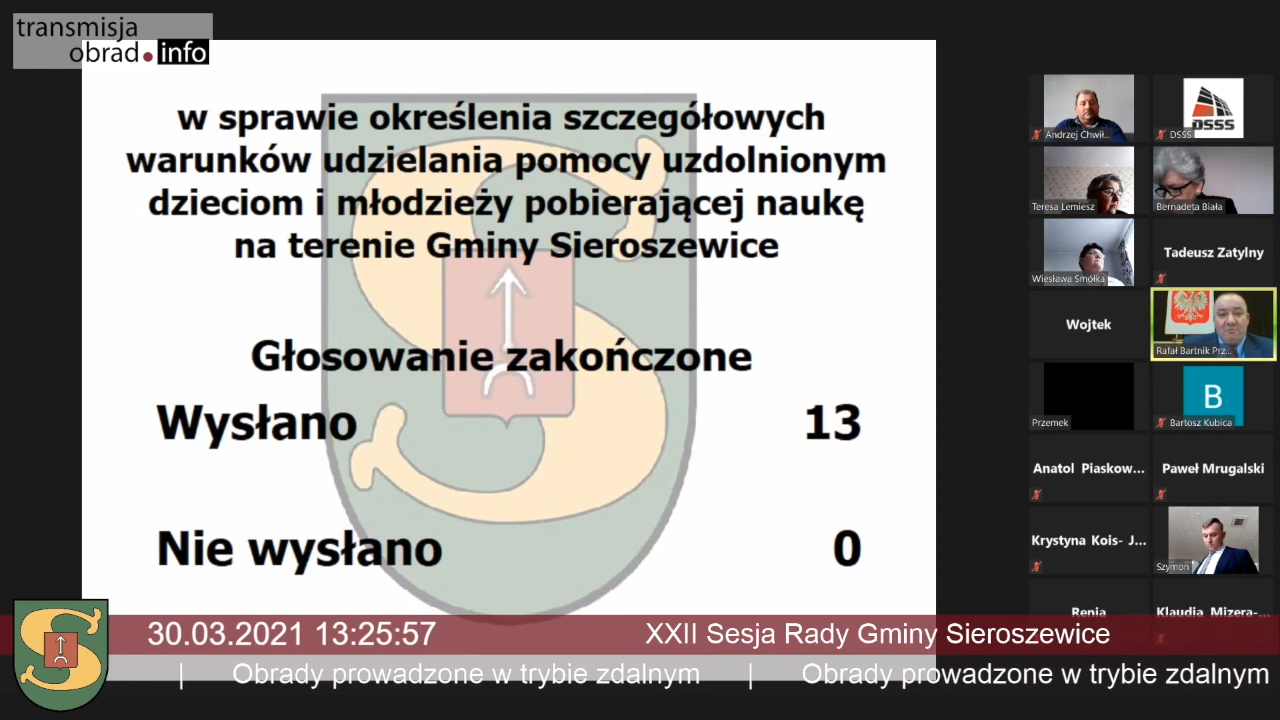 transmisja
obrad.info
w sprawie określenia szczegółowych
warunków udzielania pomocy uzdolnionym
dzieciom i młodzieży pobierającej naukę
na terenie Gminy Sieroszewice
Głosowanie zakończone
Wysłano 13
Nie wysłano 0
Andrzej Chwił...
DSSS
DSSS
Teresa Lemiesz
Bernadeta Biała
Wiesława Smółka
Tadeusz Zatylny
Wojtek
Rafał Bartnik Prz...
Przemek
B
Bartosz Kubica
Anatol Piaskow...
Paweł Mrugalski
Krystyna Kois- J...
Szymon
Renia
Klaudia Mizera-...
30.03.2021 13:25:57
XXII Sesja Rady Gminy Sieroszewice
| Obrady prowadzone w trybie zdalnym | Obrady prowadzone w trybie zdalnym